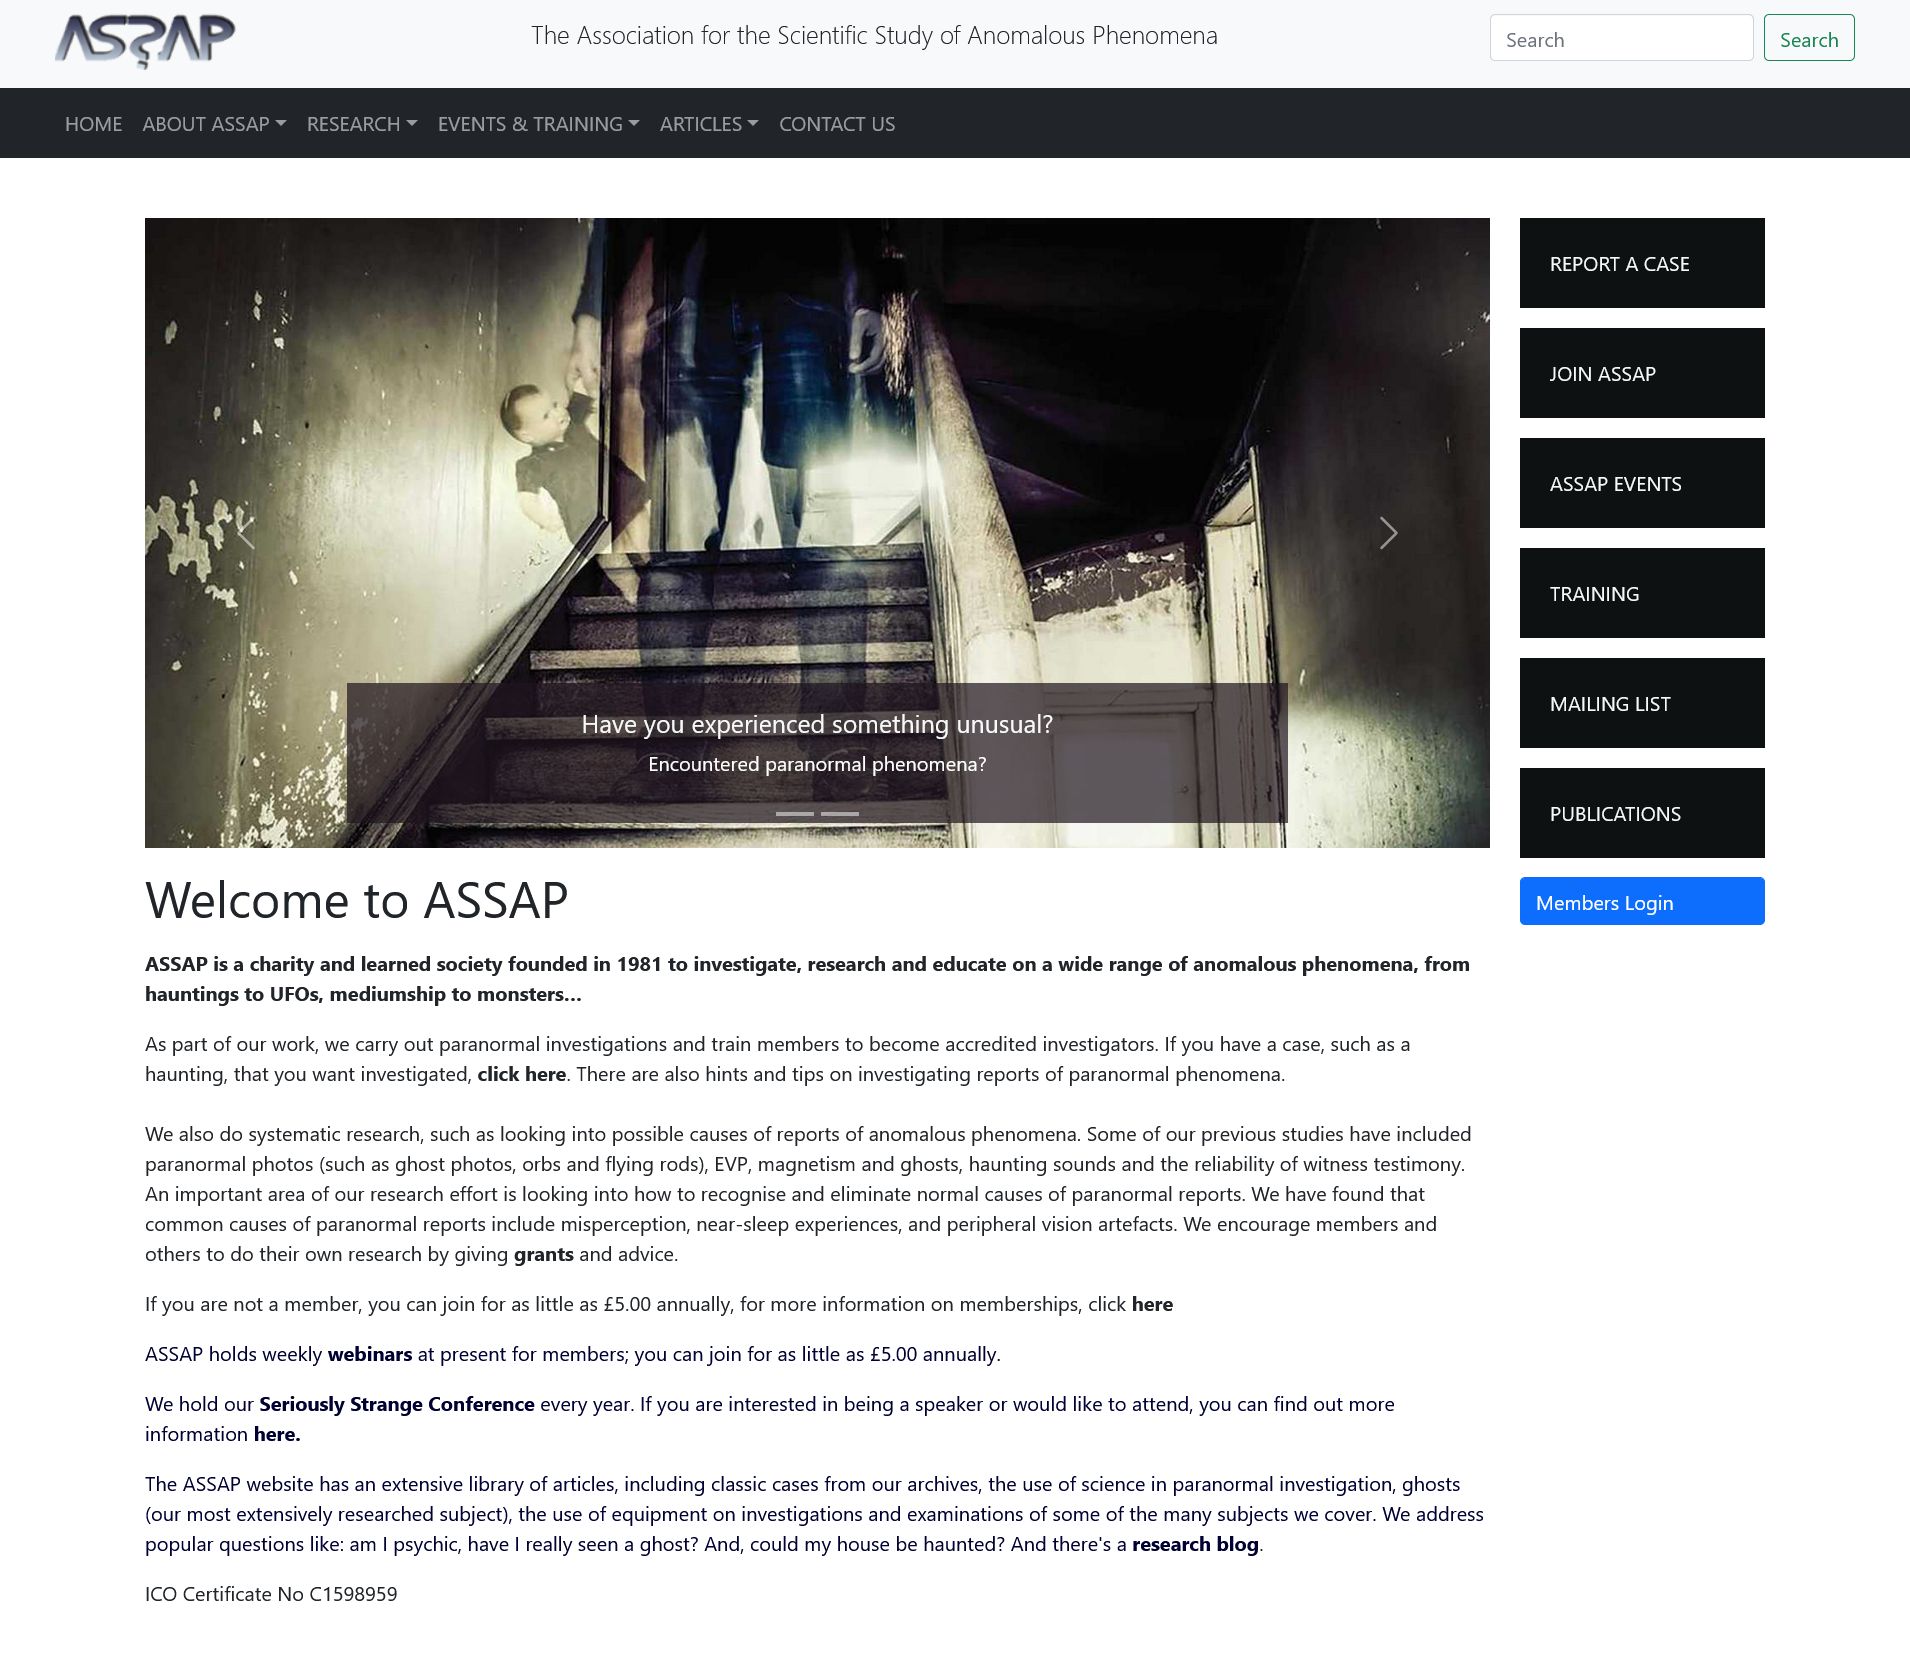 ASSAP
The Association for the Scientific Study of Anomalous Phenomena
Search
Search
HOME
ABOUT ASSAP
RESEARCH
EVENTS & TRAINING
ARTICLES
CONTACT US
Have you experienced something unusual?
Encountered paranormal phenomena?
REPORT A CASE
JOIN ASSAP
ASSAP EVENTS
TRAINING
MAILING LIST
PUBLICATIONS
Members Login
Welcome to ASSAP
ASSAP is a charity and learned society founded in 1981 to investigate, research and educate on a wide range of anomalous phenomena, from
hauntings to UFOs, mediumship to monsters...
As part of our work, we carry out paranormal investigations and train members to become accredited investigators. If you have a case, such as a
haunting, that you want investigated, click here. There are also hints and tips on investigating reports of paranormal phenomena.
We also do systematic research, such as looking into possible causes of reports of anomalous phenomena. Some of our previous studies have included
paranormal photos (such as ghost photos, orbs and flying rods), EVP, magnetism and ghosts, haunting sounds and the reliability of witness testimony.
An important area of our research effort is looking into how to recognise and eliminate normal causes of paranormal reports. We have found that
common causes of paranormal reports include misperception, near-sleep experiences, and peripheral vision artefacts. We encourage members and
others to do their own research by giving grants and advice.
If you are not a member, you can join for as little as £5.00 annually, for more information on memberships, click here
ASSAP holds weekly webinars at present for members; you can join for as little as £5.00 annually.
We hold our Seriously Strange Conference every year. If you are interested in being a speaker or would like to attend, you can find out more
information here.
The ASSAP website has an extensive library of articles, including classic cases from our archives, the use of science in paranormal investigation, ghosts
(our most extensively researched subject), the use of equipment on investigations and examinations of some of the many subjects we cover. We address
popular questions like: am I psychic, have I really seen a ghost? And, could my house be haunted? And there's a research blog.
ICO Certificate No C1598959